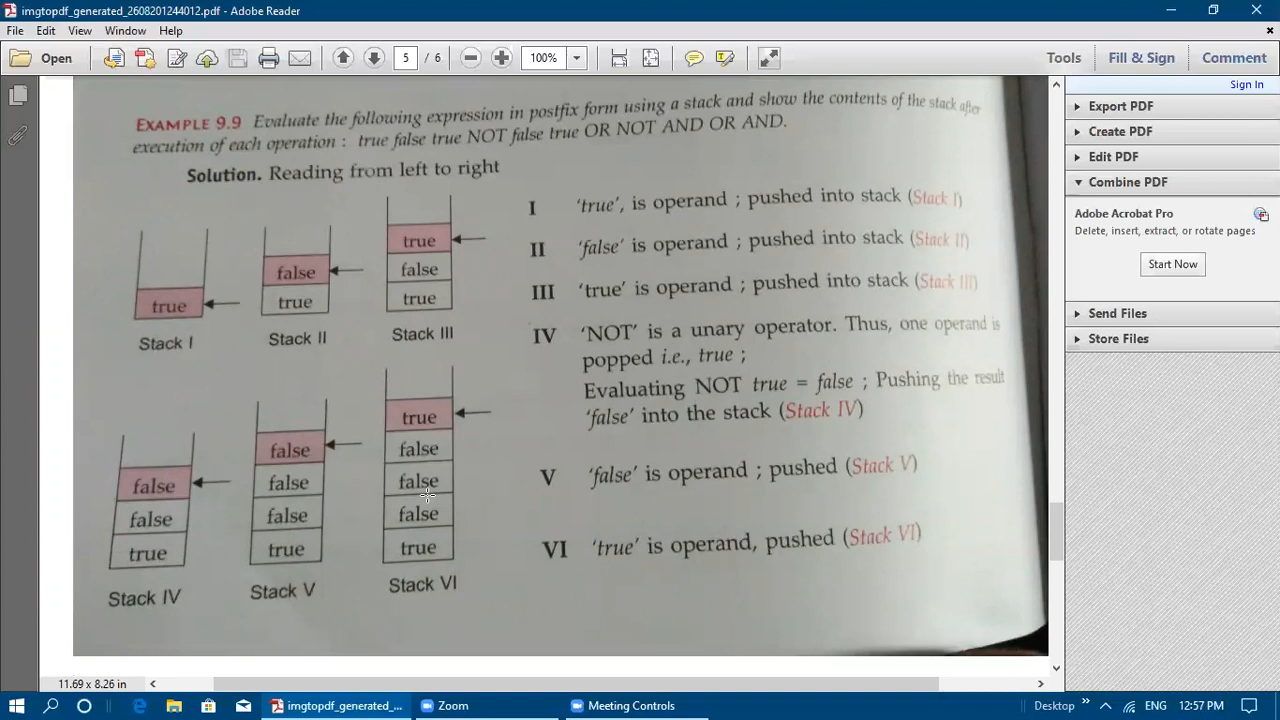 imgtopdf_generated_2608201244012.pdf - Adobe Reader
File Edit View Window Help
Open 5 / 6 100% Tools Fill & Sign Comment
Sign In
Export PDF
Create PDF
Edit PDF
Combine PDF
Adobe Acrobat Pro
Delete, insert, extract, or rotate pages
Start Now
Send Files
Store Files
EXAMPLE 9.9 Evaluate the following expression in postfix form using a stack and show the contents of the stack after
execution of each operation : true false true NOT false true OR NOT AND OR AND.
Solution. Reading from left to right
true
Stack I
false
true
Stack II
true
false
true
Stack III
false
false
true
Stack IV
false
false
false
true
Stack V
true
false
false
false
true
Stack VI
I 'true', is operand ; pushed into stack (Stack I)
II 'false' is operand ; pushed into stack (Stack II)
III 'true' is operand ; pushed into stack (Stack III)
IV 'NOT' is a unary operator. Thus, one operand is
popped i.e., true ;
Evaluating NOT true = false ; Pushing the result
'false' into the stack (Stack IV)
V 'false' is operand ; pushed (Stack V)
VI 'true' is operand, pushed (Stack VI)
11.69 x 8.26 in
imgtopdf_generated_... Zoom Meeting Controls Desktop ENG 12:57 PM